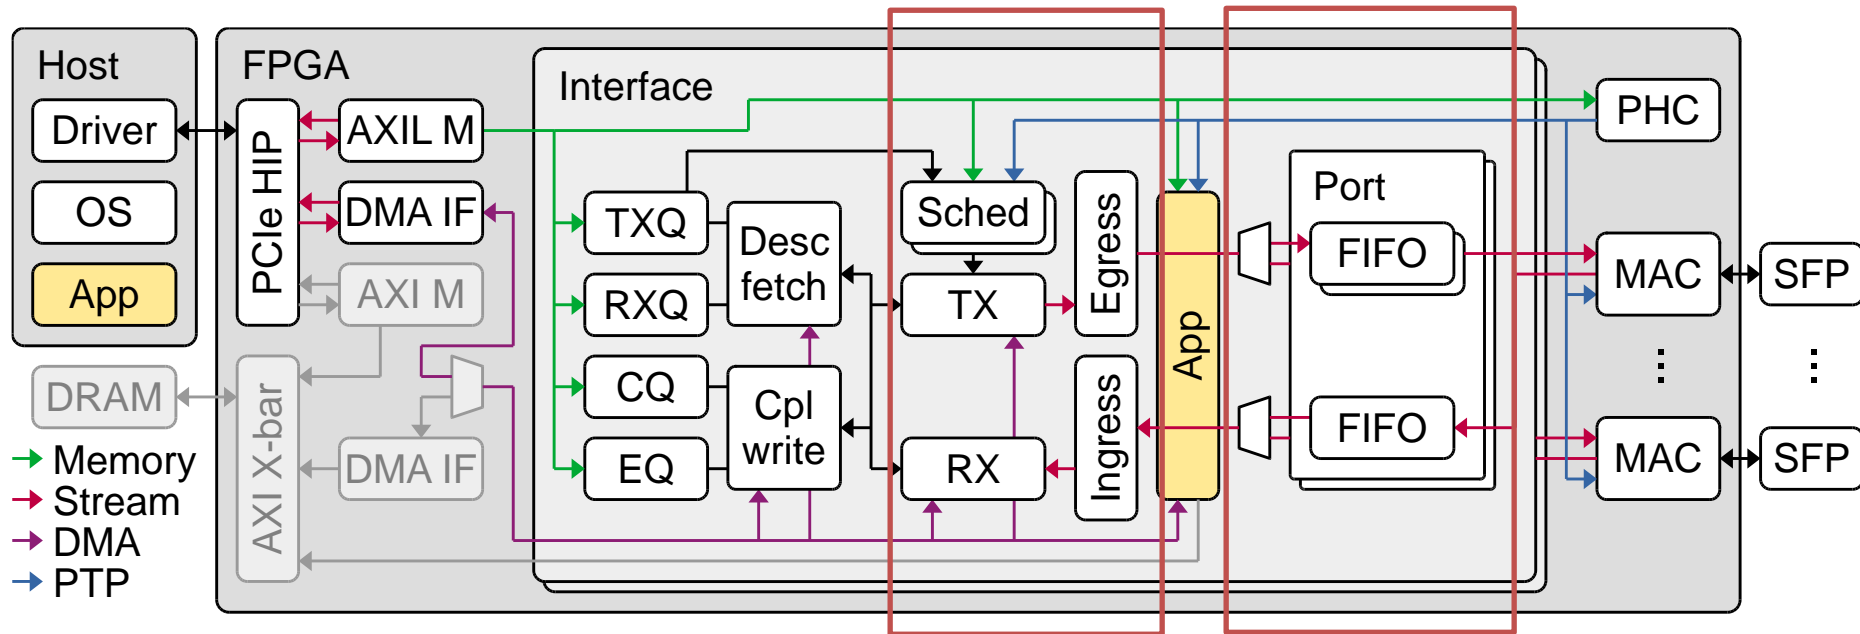 Host
Driver
OS
App
DRAM
Memory
Stream
DMA
PTP
FPGA
PCIe HIP
AXIL M
DMA IF
AXI M
AXI X-bar
DMA IF
Interface
TXQ
RXQ
CQ
EQ
Desc
fetch
Cpl
write
Sched
TX
RX
Egress
Ingress
App
Port
FIFO
FIFO
PHC
MAC
MAC
SFP
SFP